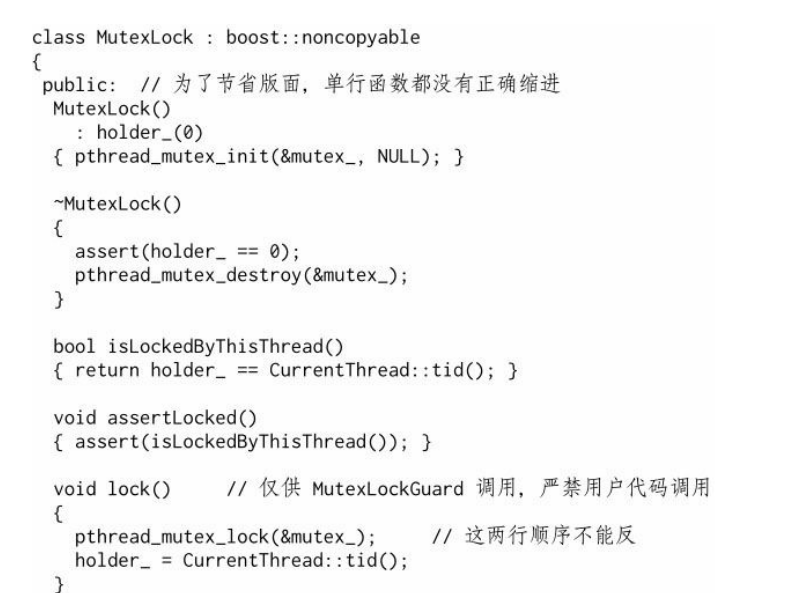 class MutexLock : boost::noncopyable
{
 public:  // 为了节省版面，单行函数都没有正确缩进
  MutexLock()
    : holder_(0)
  { pthread_mutex_init(&mutex_, NULL); }

  ~MutexLock()
  {
    assert(holder_ == 0);
    pthread_mutex_destroy(&mutex_);
  }

  bool isLockedByThisThread()
  { return holder_ == CurrentThread::tid(); }

  void assertLocked()
  { assert(isLockedByThisThread()); }

  void lock()     // 仅供 MutexLockGuard 调用，严禁用户代码调用
  {
    pthread_mutex_lock(&mutex_);     // 这两行顺序不能反
    holder_ = CurrentThread::tid();
  }